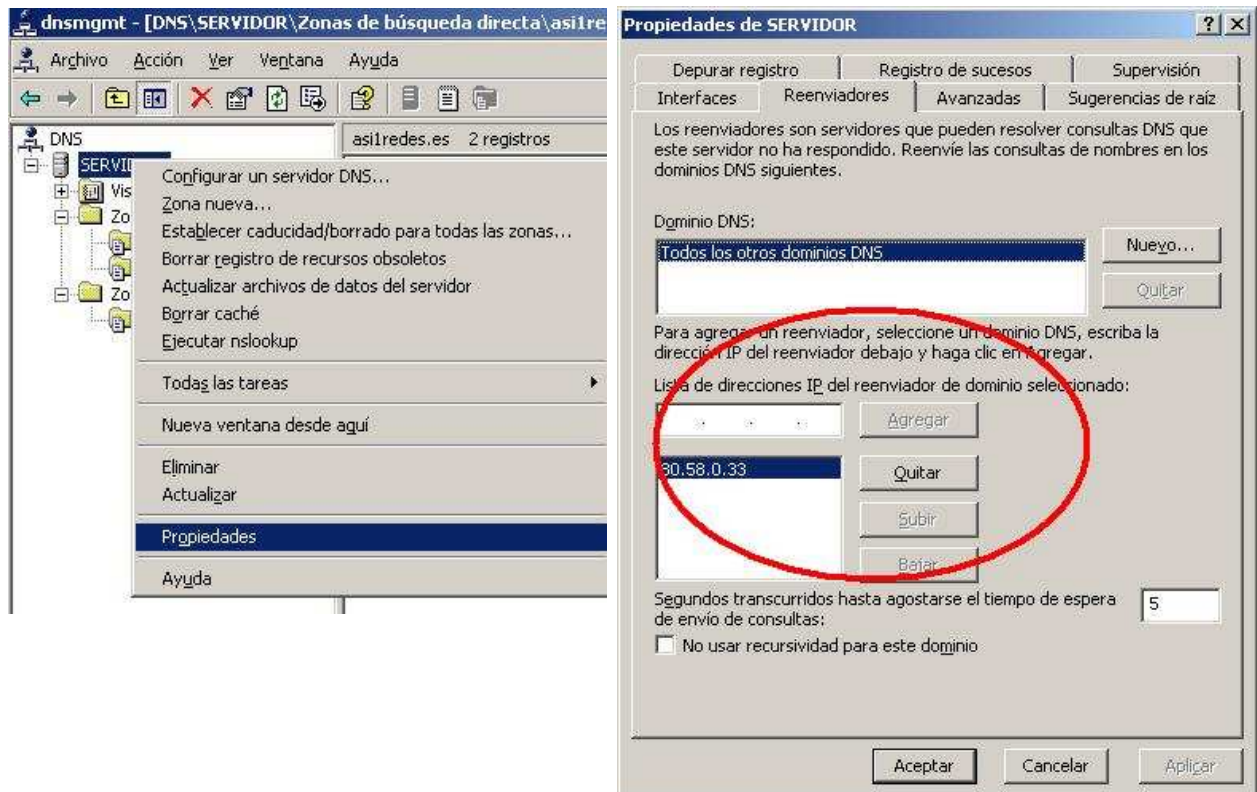 dnsmgmt - [DNS\SERVIDOR\Zonas de búsqueda directa\asi1re
Archivo Acción Ver Ventana Ayuda
DNS
asi1redes.es 2 registros
SERVID
Vis
Zo
Zo
Configurar un servidor DNS...
Zona nueva...
Establecer caducidad/borrado para todas las zonas...
Borrar registro de recursos obsoletos
Actualizar archivos de datos del servidor
Borrar caché
Ejecutar nslookup
Todas las tareas
Nueva ventana desde aquí
Eliminar
Actualizar
Propiedades
Ayuda
Propiedades de SERVIDOR
Depurar registro Registro de sucesos Supervisión
Interfaces Reenviadores Avanzadas Sugerencias de raíz
Los reenviadores son servidores que pueden resolver consultas DNS que
este servidor no ha respondido. Reenvíe las consultas de nombres en los
dominios DNS siguientes.
Dominio DNS:
Todos los otros dominios DNS
Nuevo...
Quitar
Para agregar un reenviador, seleccione un dominio DNS, escriba la
dirección IP del reenviador debajo y haga clic en Agregar.
Lista de direcciones IP del reenviador de dominio seleccionado:
. . .
Agregar
80.58.0.33
Quitar
Subir
Bajar
Segundos transcurridos hasta agostarse el tiempo de espera
de envío de consultas:
5
No usar recursividad para este dominio
Aceptar Cancelar Aplicar